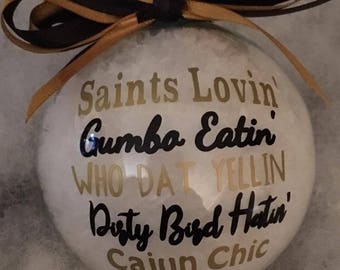 Saints Lovin'
Gumbo Eatin'
WHO DAT YELLIN
Dirty Bird Hatin'
Cajun Chic